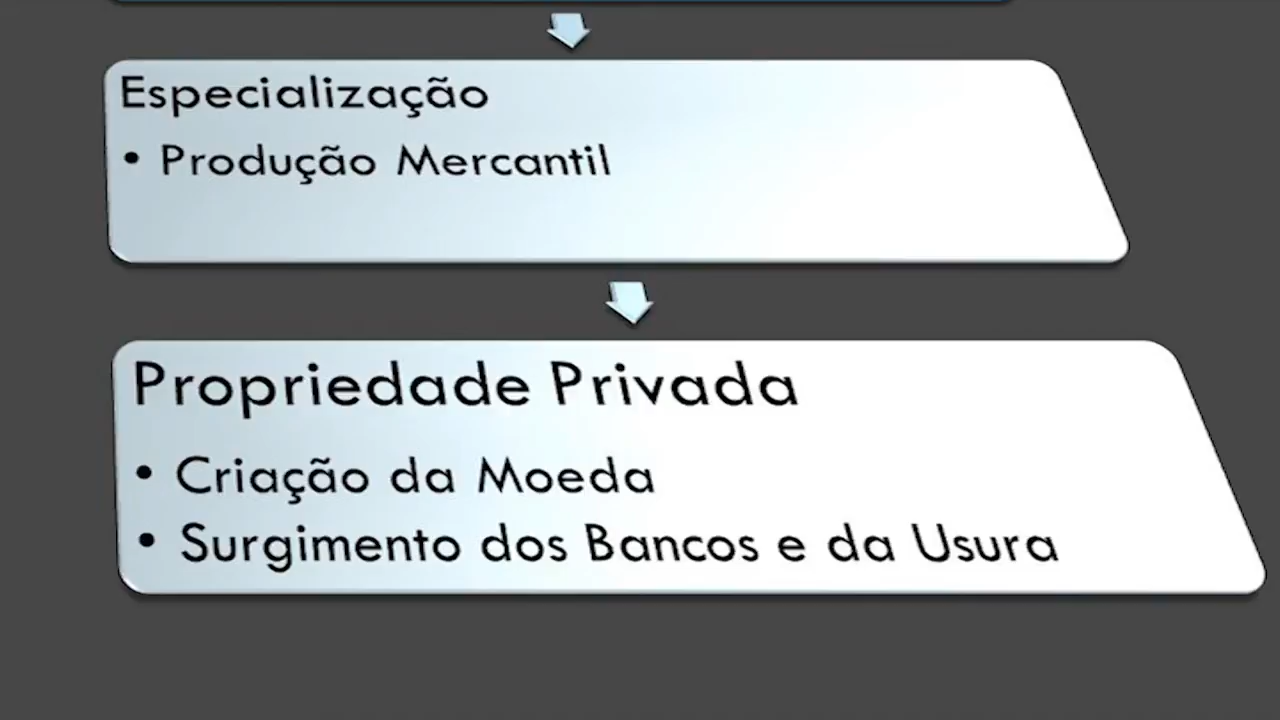 Especialização
• Produção Mercantil
Propriedade Privada
• Criação da Moeda
• Surgimento dos Bancos e da Usura